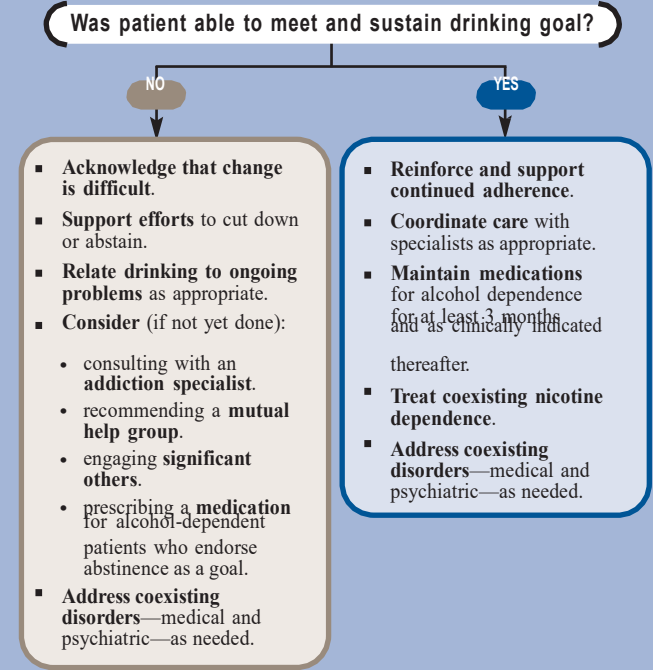 Was patient able to meet and sustain drinking goal?
NO
YES
▪ Acknowledge that change
is difficult.
▪ Support efforts to cut down
or abstain.
▪ Relate drinking to ongoing
problems as appropriate.
▪ Consider (if not yet done):
• consulting with an
addiction specialist.
• recommending a mutual
help group.
• engaging significant
others.
• prescribing a medication
for alcohol-dependent
patients who endorse
abstinence as a goal.
▪ Address coexisting
disorders—medical and
psychiatric—as needed.
▪ Reinforce and support
continued adherence.
▪ Coordinate care with
specialists as appropriate.
▪ Maintain medications
for alcohol dependence
for at least 3 months
and as clinically indicated
thereafter.
▪ Treat coexisting nicotine
dependence.
▪ Address coexisting
disorders—medical and
psychiatric—as needed.